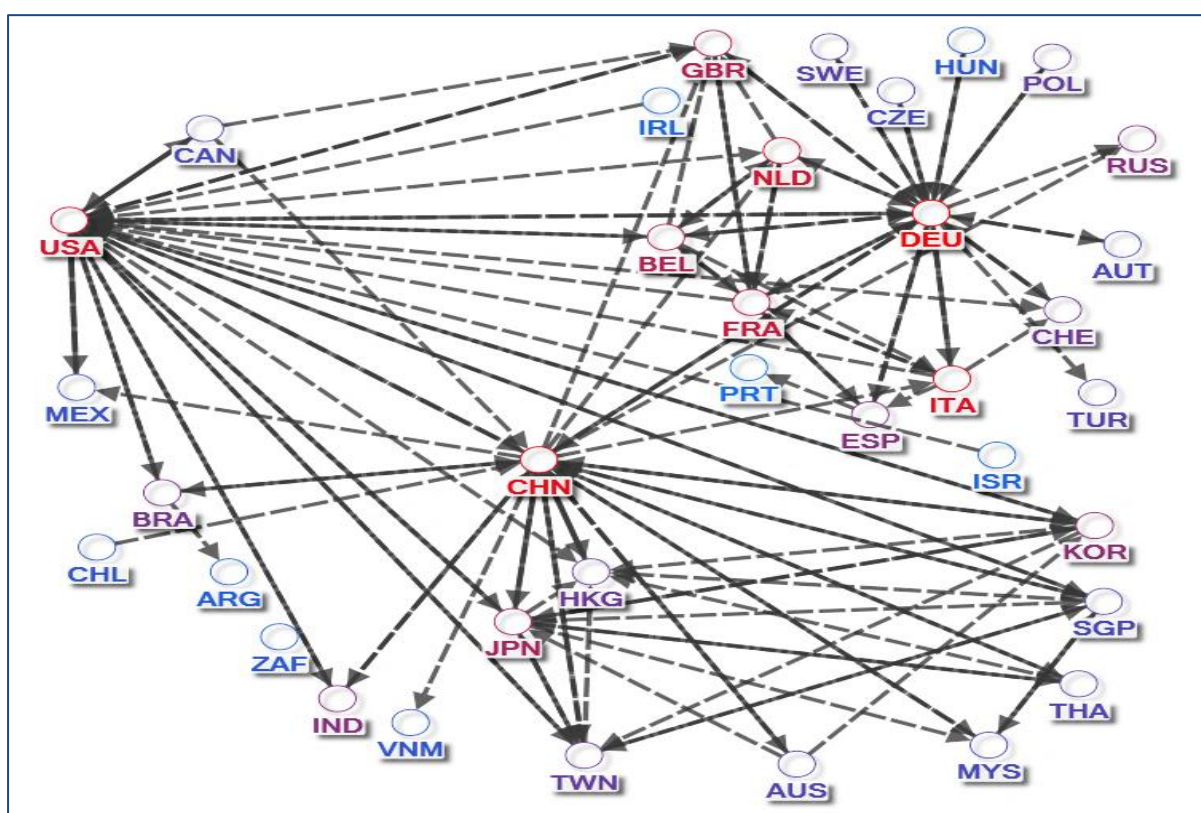 GBR
SWE
HUN
POL
CZE
IRL
CAN
RUS
NLD
USA
DEU
BEL
AUT
FRA
CHE
PRT
ITA
MEX
TUR
ESP
CHN
ISR
BRA
KOR
CHL
ARG
HKG
SGP
JPN
ZAF
THA
IND
VNM
TWN
AUS
MYS